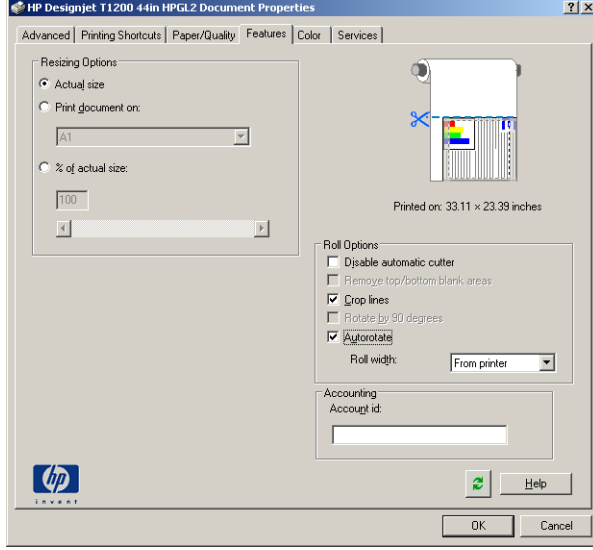 HP Designjet T1200 44in HPGL2 Document Properties
Advanced Printing Shortcuts Paper/Quality Features Color Services
Resizing Options
Actual size
Print document on:
A1
% of actual size:
100
Printed on: 33.11 × 23.39 inches
Roll Options
Disable automatic cutter
Remove top/bottom blank areas
Crop lines
Rotate by 90 degrees
Autorotate
Roll width: From printer
Accounting
Account id:
hp
invent
Help
OK Cancel